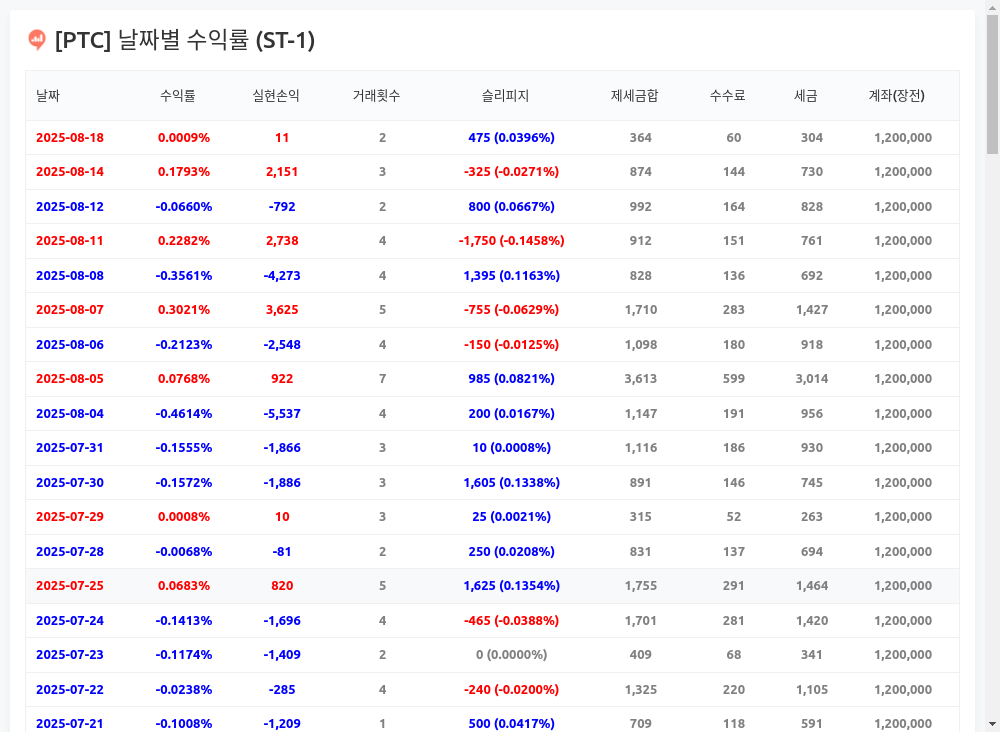 [PTC] 날짜별 수익률 (ST-1)
날짜 수익률 실현손익 거래횟수 슬리피지 제세금합 수수료 세금 계좌(장전)
2025-08-18 0.0009% 11 2 475 (0.0396%) 364 60 304 1,200,000
2025-08-14 0.1793% 2,151 3 -325 (-0.0271%) 874 144 730 1,200,000
2025-08-12 -0.0660% -792 2 800 (0.0667%) 992 164 828 1,200,000
2025-08-11 0.2282% 2,738 4 -1,750 (-0.1458%) 912 151 761 1,200,000
2025-08-08 -0.3561% -4,273 4 1,395 (0.1163%) 828 136 692 1,200,000
2025-08-07 0.3021% 3,625 5 -755 (-0.0629%) 1,710 283 1,427 1,200,000
2025-08-06 -0.2123% -2,548 4 -150 (-0.0125%) 1,098 180 918 1,200,000
2025-08-05 0.0768% 922 7 985 (0.0821%) 3,613 599 3,014 1,200,000
2025-08-04 -0.4614% -5,537 4 200 (0.0167%) 1,147 191 956 1,200,000
2025-07-31 -0.1555% -1,866 3 10 (0.0008%) 1,116 186 930 1,200,000
2025-07-30 -0.1572% -1,886 3 1,605 (0.1338%) 891 146 745 1,200,000
2025-07-29 0.0008% 10 3 25 (0.0021%) 315 52 263 1,200,000
2025-07-28 -0.0068% -81 2 250 (0.0208%) 831 137 694 1,200,000
2025-07-25 0.0683% 820 5 1,625 (0.1354%) 1,755 291 1,464 1,200,000
2025-07-24 -0.1413% -1,696 4 -465 (-0.0388%) 1,701 281 1,420 1,200,000
2025-07-23 -0.1174% -1,409 2 0 (0.0000%) 409 68 341 1,200,000
2025-07-22 -0.0238% -285 4 -240 (-0.0200%) 1,325 220 1,105 1,200,000
2025-07-21 -0.1008% -1,209 1 500 (0.0417%) 709 118 591 1,200,000